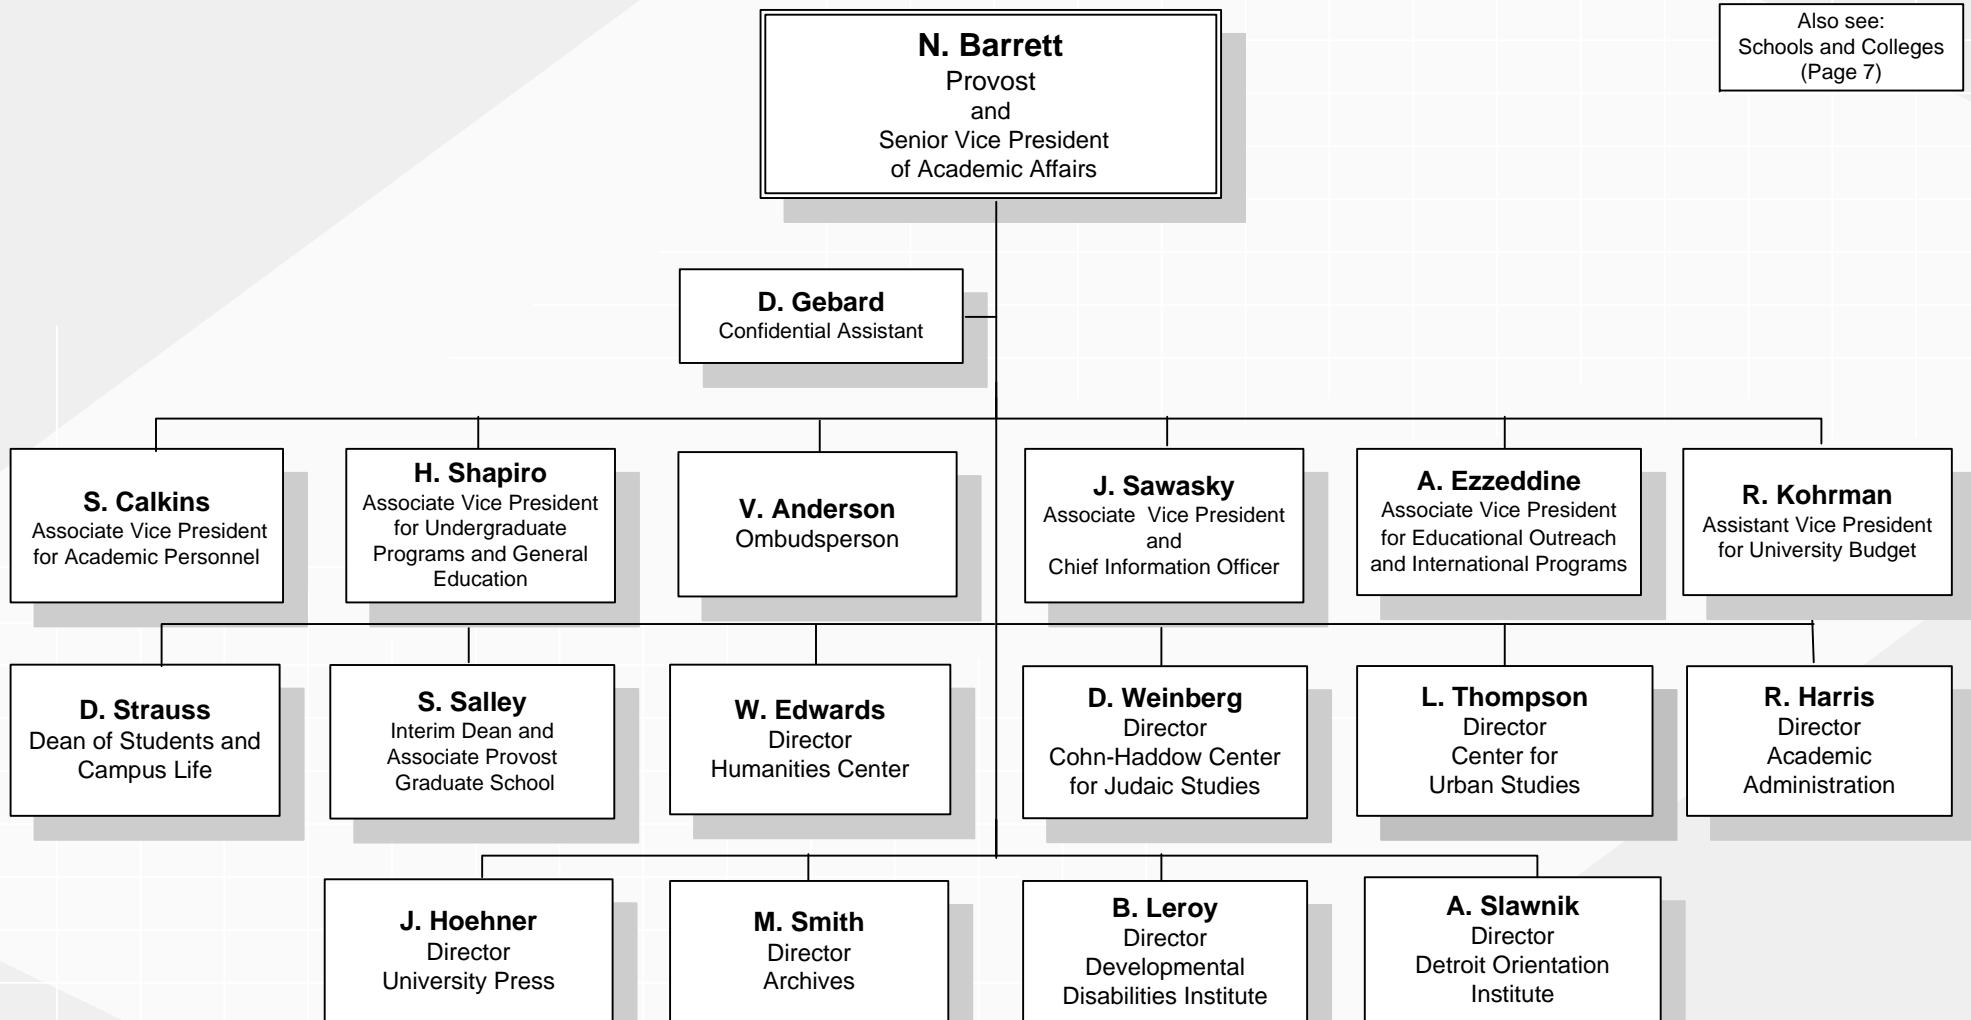 N. Barrett
Provost
and
Senior Vice President
of Academic Affairs
Also see:
Schools and Colleges
(Page 7)
D. Gebard
Confidential Assistant
S. Calkins
Associate Vice President
for Academic Personnel
H. Shapiro
Associate Vice President
for Undergraduate
Programs and General
Education
V. Anderson
Ombudsperson
J. Sawasky
Associate Vice President
and
Chief Information Officer
A. Ezzeddine
Associate Vice President
for Educational Outreach
and International Programs
R. Kohrman
Assistant Vice President
for University Budget
D. Strauss
Dean of Students and
Campus Life
S. Salley
Interim Dean and
Associate Provost
Graduate School
W. Edwards
Director
Humanities Center
D. Weinberg
Director
Cohn-Haddow Center
for Judaic Studies
L. Thompson
Director
Center for
Urban Studies
R. Harris
Director
Academic
Administration
J. Hoehner
Director
University Press
M. Smith
Director
Archives
B. Leroy
Director
Developmental
Disabilities Institute
A. Slawnik
Director
Detroit Orientation
Institute